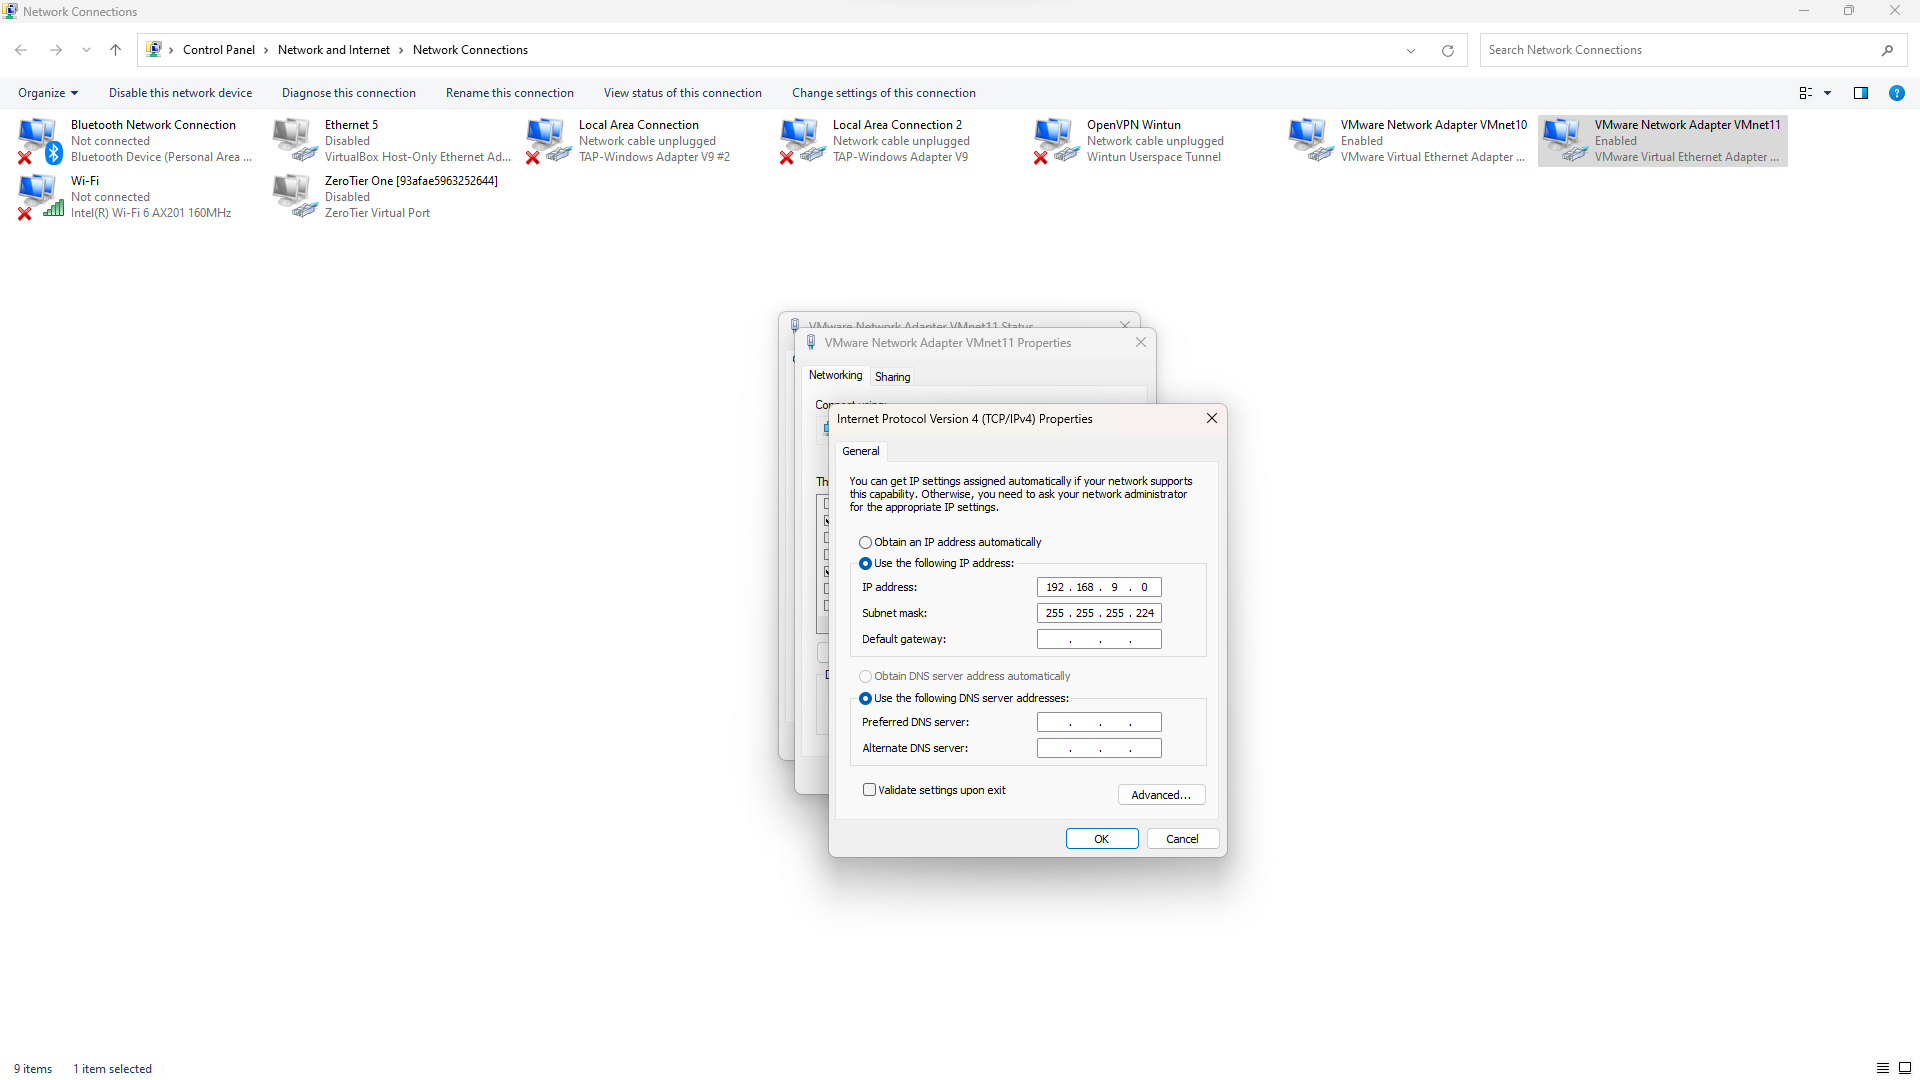 Network Connections
Control Panel > Network and Internet > Network Connections
Search Network Connections
Organize
Disable this network device
Diagnose this connection
Rename this connection
View status of this connection
Change settings of this connection
Bluetooth Network Connection
Not connected
Bluetooth Device (Personal Area ...
Ethernet 5
Disabled
VirtualBox Host-Only Ethernet Ad...
Local Area Connection
Network cable unplugged
TAP-Windows Adapter V9 #2
Local Area Connection 2
Network cable unplugged
TAP-Windows Adapter V9
OpenVPN Wintun
Network cable unplugged
Wintun Userspace Tunnel
VMware Network Adapter VMnet10
Enabled
VMware Virtual Ethernet Adapter ...
VMware Network Adapter VMnet11
Enabled
VMware Virtual Ethernet Adapter ...
Wi-Fi
Not connected
Intel(R) Wi-Fi 6 AX201 160MHz
ZeroTier One [93afae5963252644]
Disabled
ZeroTier Virtual Port
VMware Network Adapter VMnet11 Status
VMware Network Adapter VMnet11 Properties
Networking
Sharing
Connect using:
Th
Internet Protocol Version 4 (TCP/IPv4) Properties
General
You can get IP settings assigned automatically if your network supports
this capability. Otherwise, you need to ask your network administrator
for the appropriate IP settings.
Obtain an IP address automatically
Use the following IP address:
IP address:
192 . 168 . 9 . 0
Subnet mask:
255 . 255 . 255 . 224
Default gateway:
. . .
Obtain DNS server address automatically
Use the following DNS server addresses:
Preferred DNS server:
. . .
Alternate DNS server:
. . .
Validate settings upon exit
Advanced...
OK
Cancel
9 items
1 item selected